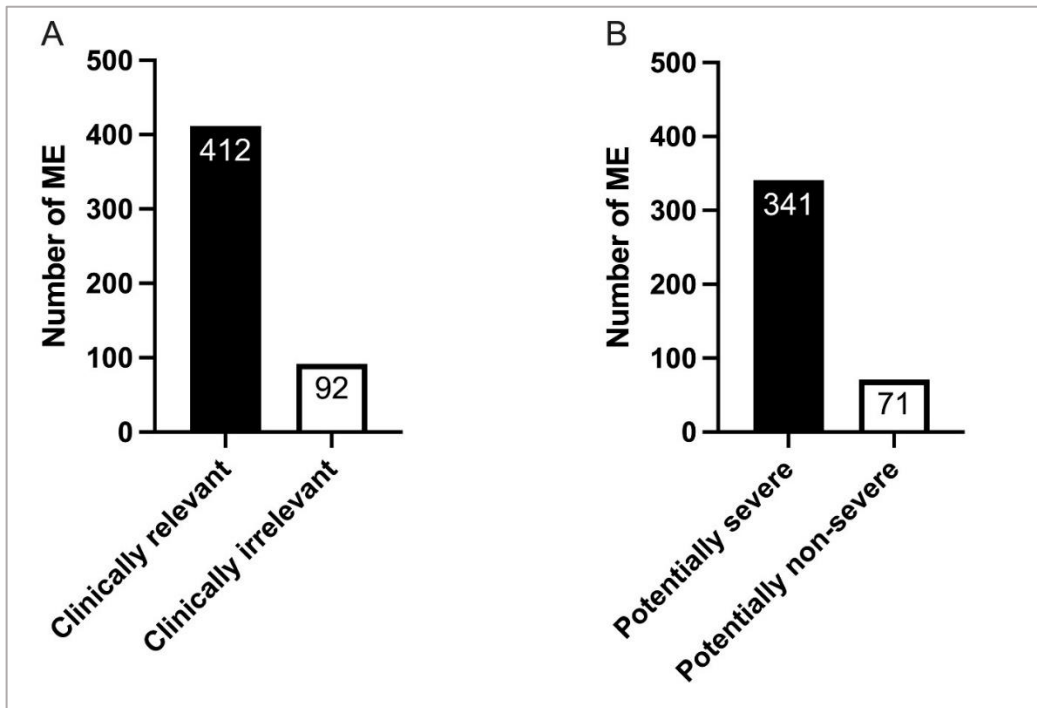 A
Number of ME
500
400
300
200
100
0
412
92
Clinically relevant
Clinically irrelevant
B
Number of ME
500
400
300
200
100
0
341
71
Potentially severe
Potentially non-severe